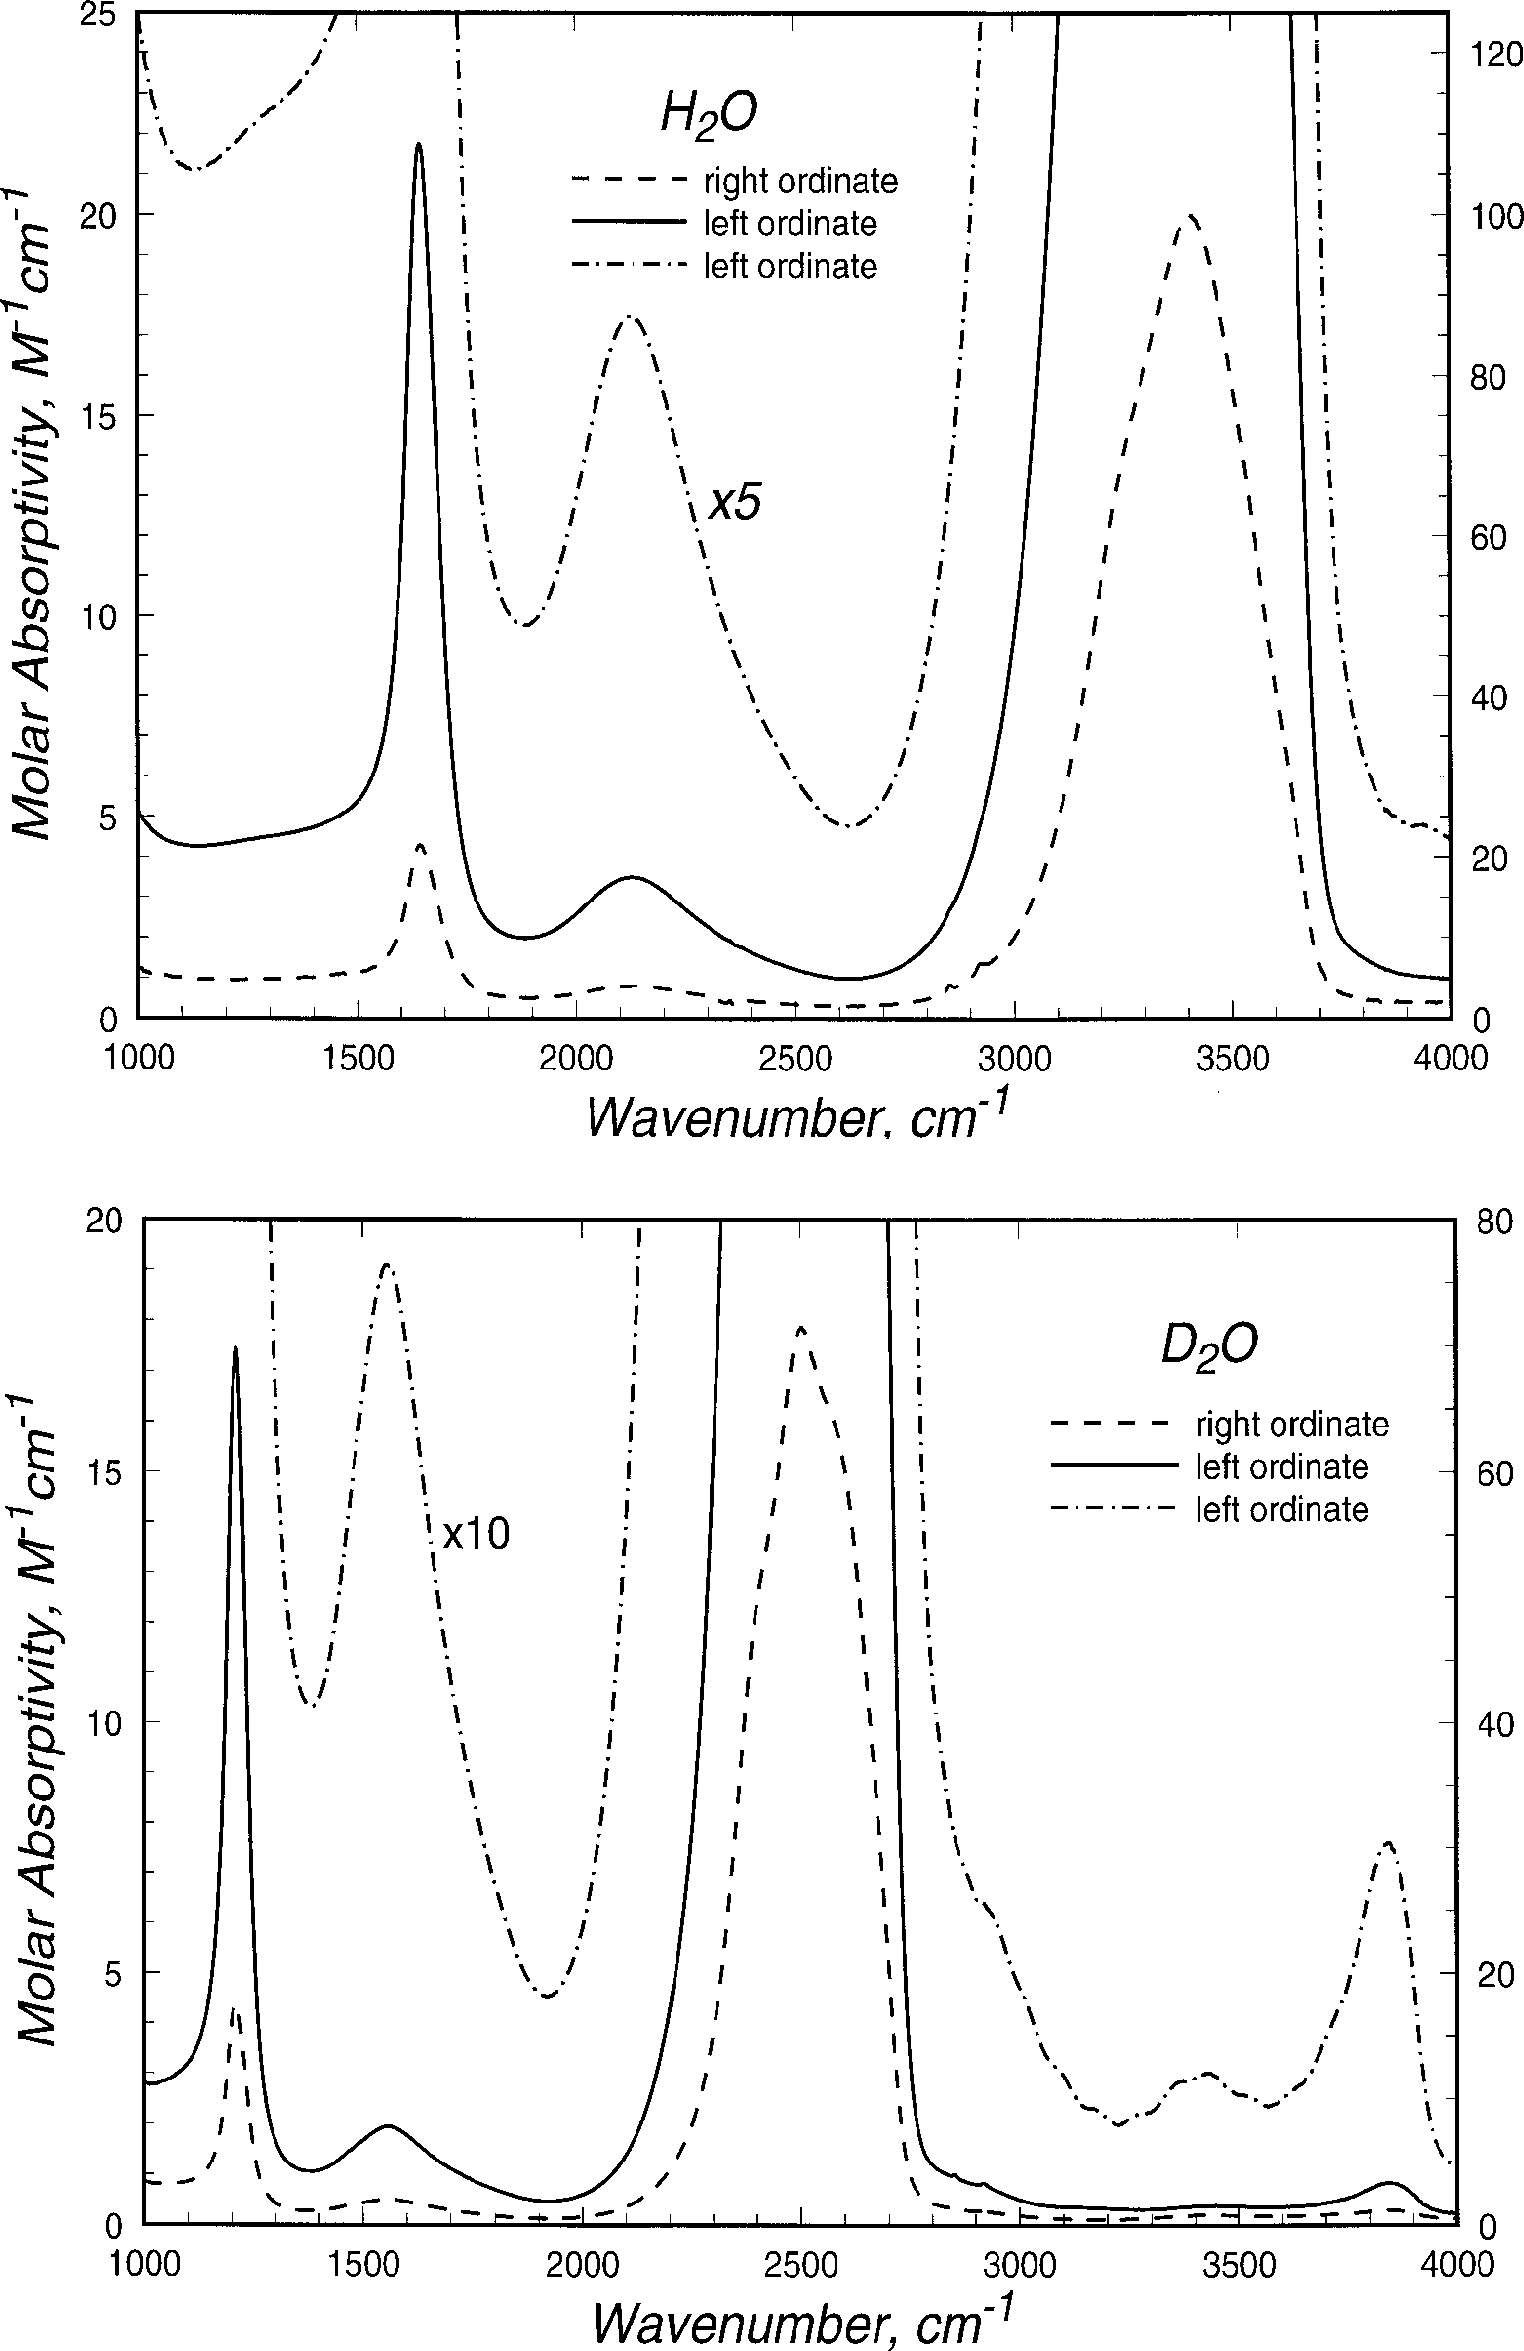 25
20
15
10
5
0
120
100
80
60
40
20
0
H2O
right ordinate
left ordinate
left ordinate
x5
Molar Absorptivity, M-1cm-1
1000 1500 2000 2500 3000 3500 4000
Wavenumber, cm-1
20
15
10
5
0
80
60
40
20
0
D2O
right ordinate
left ordinate
left ordinate
x10
Molar Absorptivity, M-1cm-1
1000 1500 2000 2500 3000 3500 4000
Wavenumber, cm-1